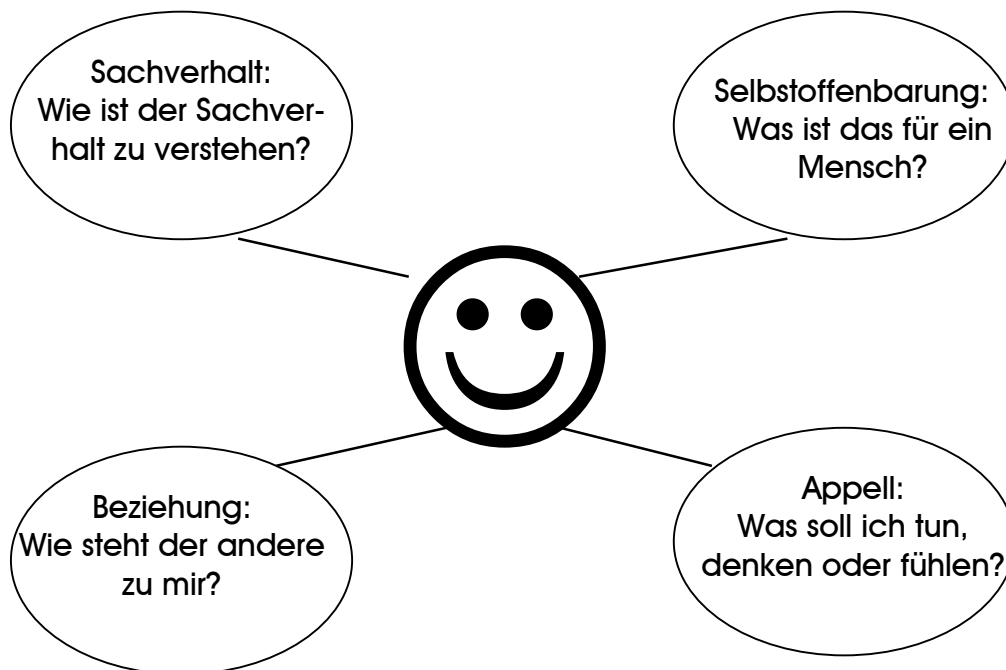 Sachverhalt:
Wie ist der Sachver-
halt zu verstehen?
Selbstoffenbarung:
Was ist das für ein
Mensch?
Beziehung:
Wie steht der andere
zu mir?
Appell:
Was soll ich tun,
denken oder fühlen?